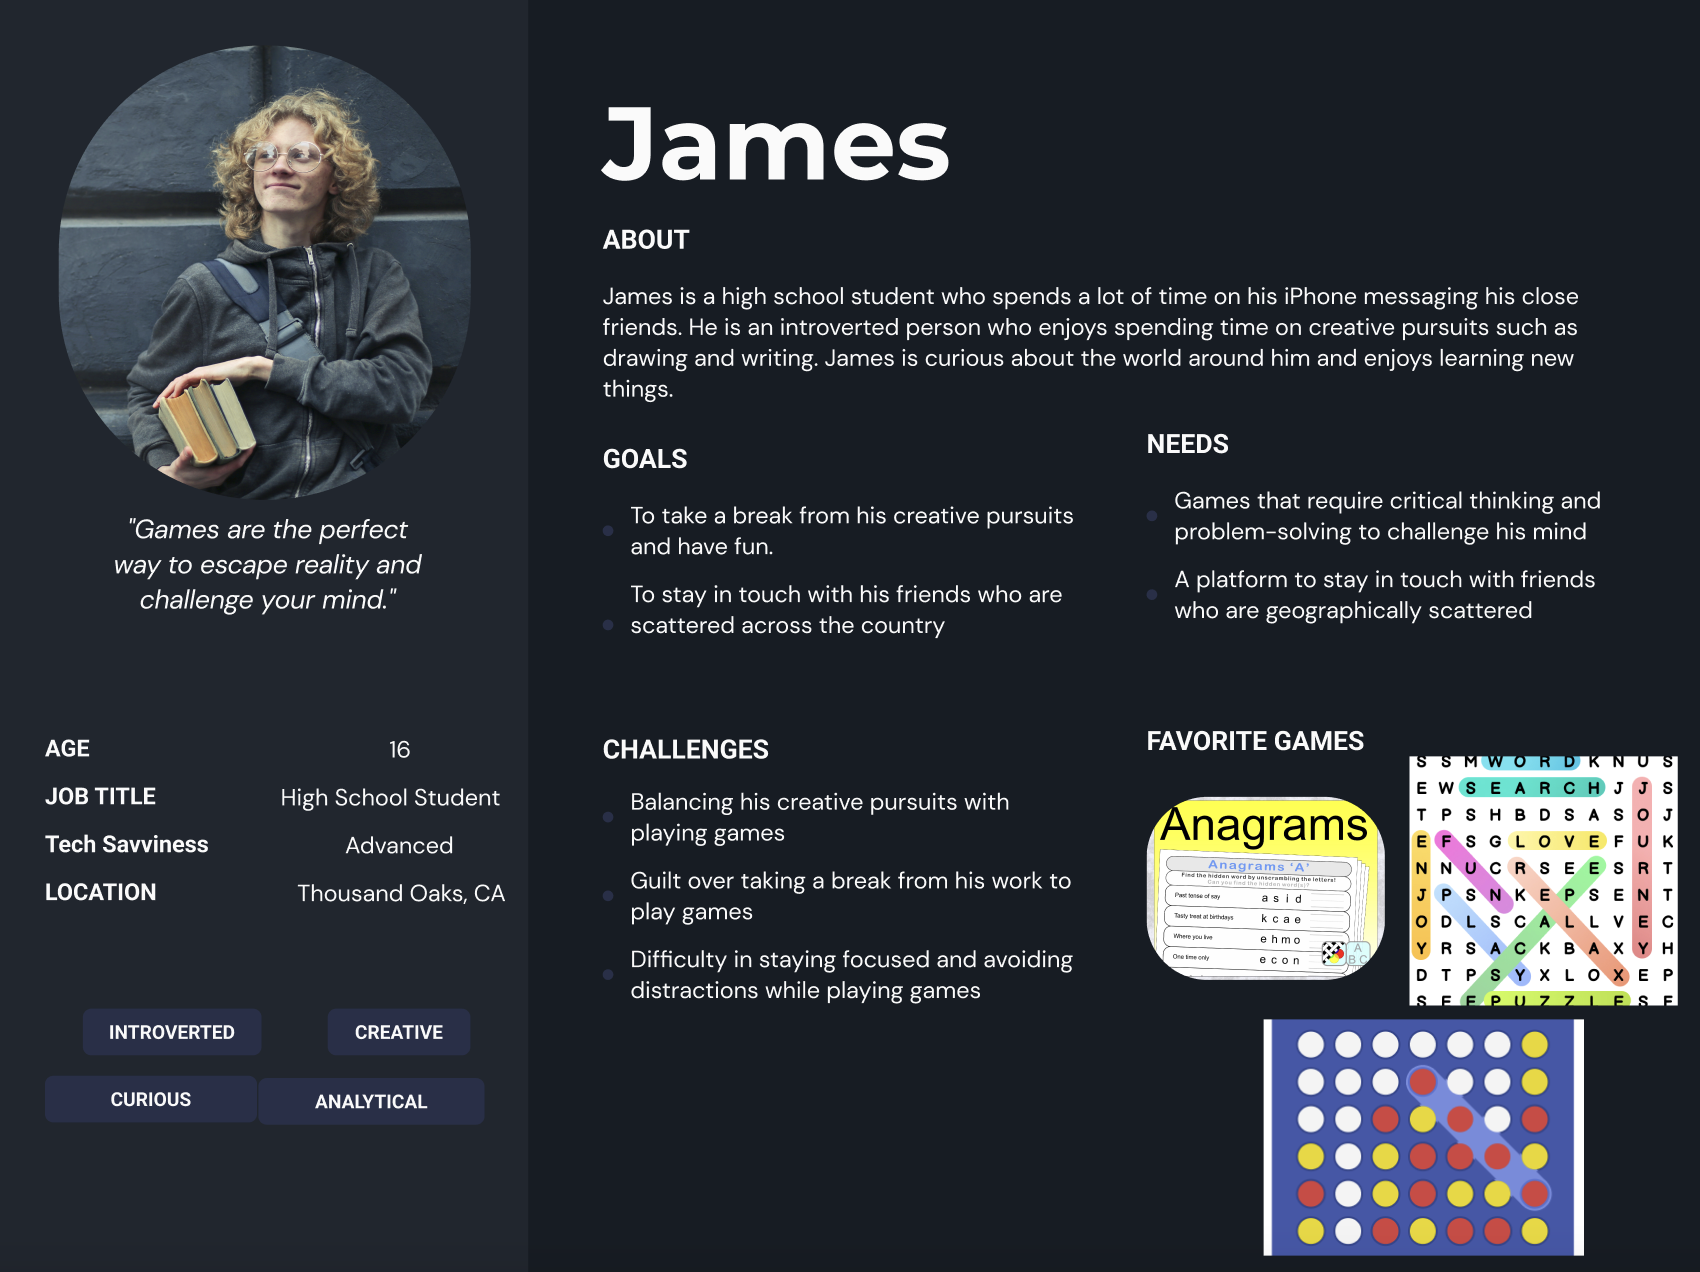 James
ABOUT
James is a high school student who spends a lot of time on his iPhone messaging his close
friends. He is an introverted person who enjoys spending time on creative pursuits such as
drawing and writing. James is curious about the world around him and enjoys learning new
things.
"Games are the perfect
way to escape reality and
challenge your mind."
AGE 16
JOB TITLE High School Student
Tech Savviness Advanced
LOCATION Thousand Oaks, CA
INTROVERTED CREATIVE
CURIOUS ANALYTICAL
GOALS
To take a break from his creative pursuits
and have fun.
To stay in touch with his friends who are
scattered across the country
NEEDS
Games that require critical thinking and
problem-solving to challenge his mind
A platform to stay in touch with friends
who are geographically scattered
CHALLENGES
Balancing his creative pursuits with
playing games
Guilt over taking a break from his work to
play games
Difficulty in staying focused and avoiding
distractions while playing games
FAVORITE GAMES
Anagrams
Anagrams 'A'
Find the hidden word by unscrambling the letters!
Can you find the hidden word(s)?
Past tense of say a s i d
Tasty treat at birthdays k c a e
Where you live e h m o
One time only e c o n
A
B C
S S M W O R D K N U S
E W S E A R C H J J S
T P S H B D S A S O J
E F S G L O V E F U K
N N U C R S E E S R T
J P S N K E P S E N T
O D L S C A L L V E C
Y R S A C K B A X Y H
D T P S Y X L O X E P
S E E P U Z Z L E S F